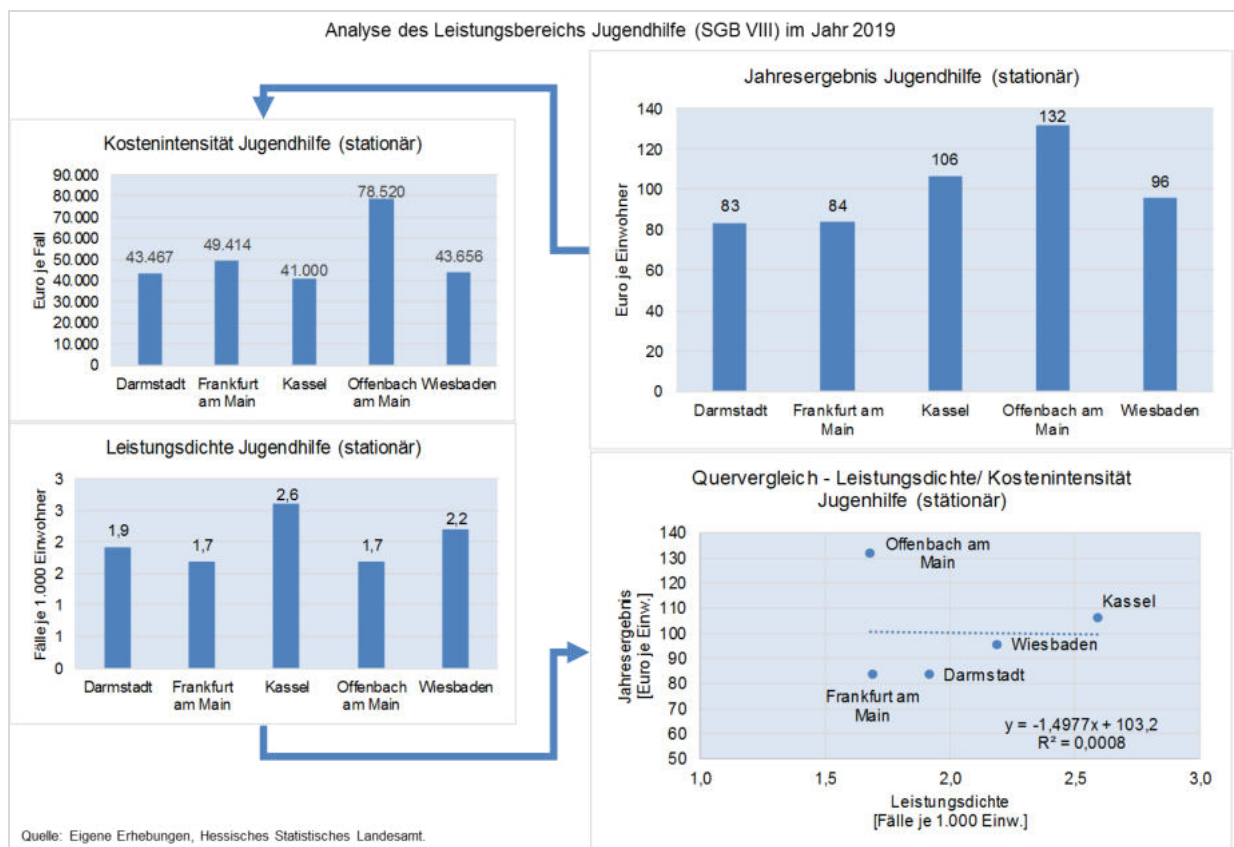 Analyse des Leistungsbereichs Jugendhilfe (SGB VIII) im Jahr 2019
Kostenintensität Jugendhilfe (stationär)
Euro je Fall
90.000
80.000
70.000
60.000
50.000
40.000
30.000
20.000
10.000
0
43.467
49.414
41.000
78.520
43.656
Darmstadt
Frankfurt
am Main
Kassel
Offenbach
am Main
Wiesbaden
Jahresergebnis Jugendhilfe (stationär)
Euro je Einwohner
140
120
100
80
60
40
20
0
83
84
106
132
96
Darmstadt
Frankfurt am
Main
Kassel
Offenbach am
Main
Wiesbaden
Leistungsdichte Jugendhilfe (stationär)
Fälle je 1.000 Einwohner
3
3
2
2
1
1
0
1,9
1,7
2,6
1,7
2,2
Darmstadt
Frankfurt
am Main
Kassel
Offenbach
am Main
Wiesbaden
Quervergleich - Leistungsdichte/ Kostenintensität
Jugenhilfe (stätionär)
Jahresergebnis
[Euro je Einw.]
140
130
120
110
100
90
80
70
60
50
Offenbach am
Main
Kassel
Wiesbaden
Darmstadt
Frankfurt am
Main
y = -1,4977x + 103,2
R² = 0,0008
1,0
1,5
2,0
2,5
3,0
Leistungsdichte
[Fälle je 1.000 Einw.]
Quelle: Eigene Erhebungen, Hessisches Statistisches Landesamt.